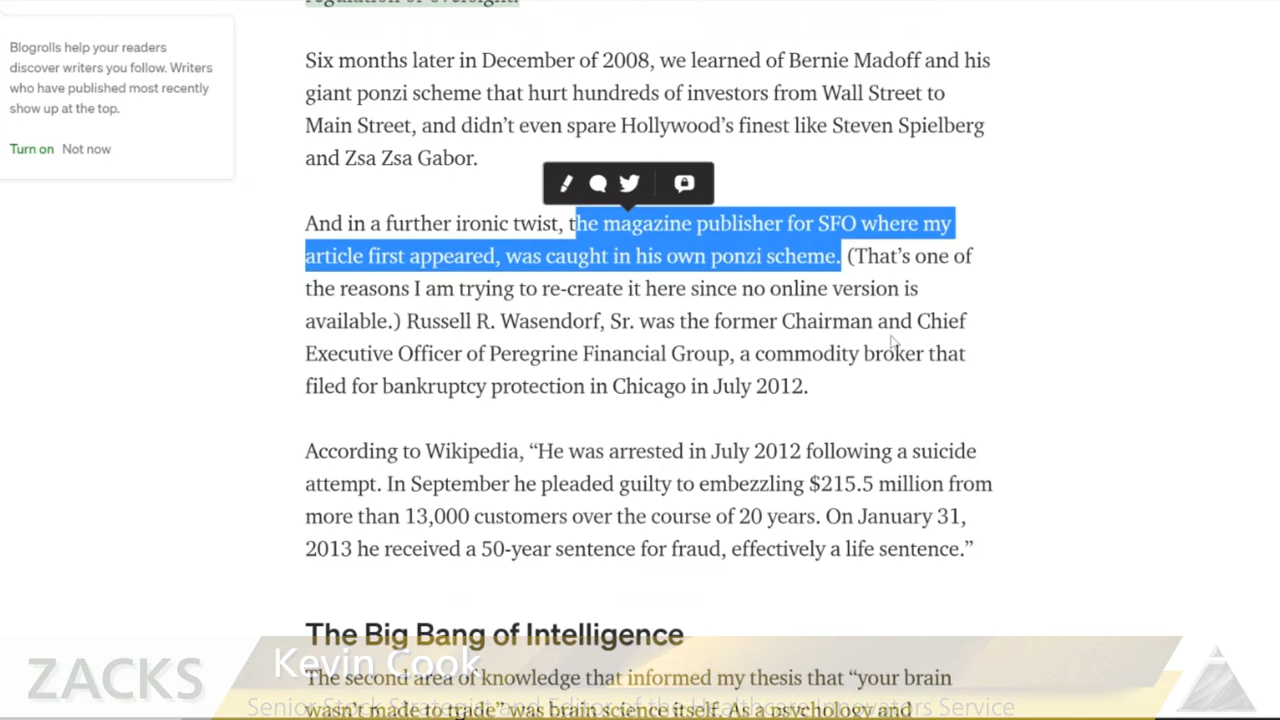 regulation or oversight.
Blogrolls help your readers
discover writers you follow. Writers
who have published most recently
show up at the top.
Turn on Not now
Six months later in December of 2008, we learned of Bernie Madoff and his
giant ponzi scheme that hurt hundreds of investors from Wall Street to
Main Street, and didn’t even spare Hollywood’s finest like Steven Spielberg
and Zsa Zsa Gabor.
And in a further ironic twist, the magazine publisher for SFO where my
article first appeared, was caught in his own ponzi scheme. (That’s one of
the reasons I am trying to re-create it here since no online version is
available.) Russell R. Wasendorf, Sr. was the former Chairman and Chief
Executive Officer of Peregrine Financial Group, a commodity broker that
filed for bankruptcy protection in Chicago in July 2012.
According to Wikipedia, “He was arrested in July 2012 following a suicide
attempt. In September he pleaded guilty to embezzling $215.5 million from
more than 13,000 customers over the course of 20 years. On January 31,
2013 he received a 50-year sentence for fraud, effectively a life sentence.”
The Big Bang of Intelligence
The second area of knowledge that informed my thesis that “your brain
wasn’t made to trade” was brain science itself. As a psychology and
ZACKS
Kevin Cook
Senior Stock Strategist and Editor of the Healthcare Innovators Service